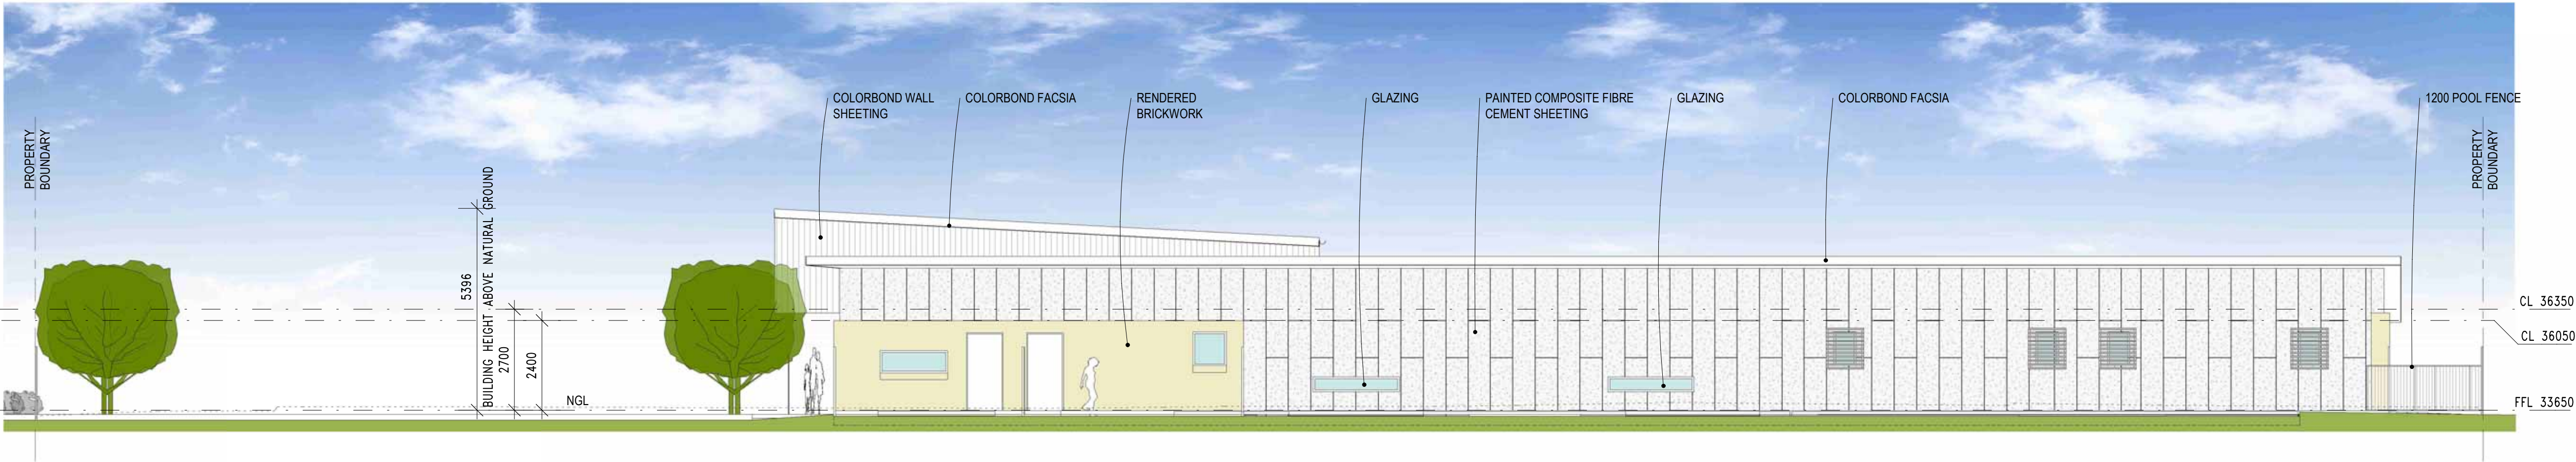 COLORBOND WALL
SHEETING
COLORBOND FACSIA
RENDERED
BRICKWORK
GLAZING
PAINTED COMPOSITE FIBRE
CEMENT SHEETING
GLAZING
COLORBOND FACSIA
1200 POOL FENCE
PROPERTY
BOUNDARY
PROPERTY
BOUNDARY
5396
BUILDING HEIGHT ABOVE NATURAL GROUND
2700
2400
NGL
CL 36350
CL 36050
FFL 33650